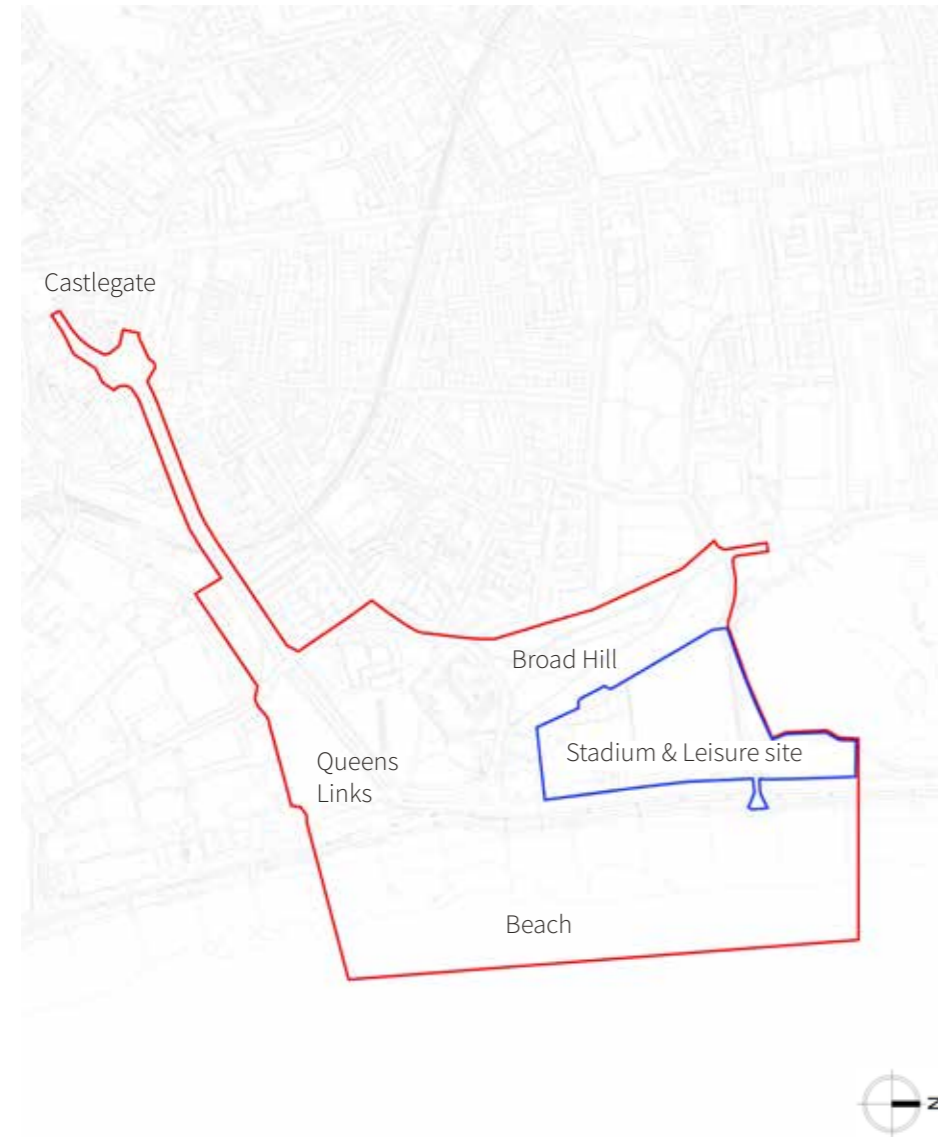 Castlegate
Broad Hill
Stadium & Leisure site
Queens
Links
Beach
N